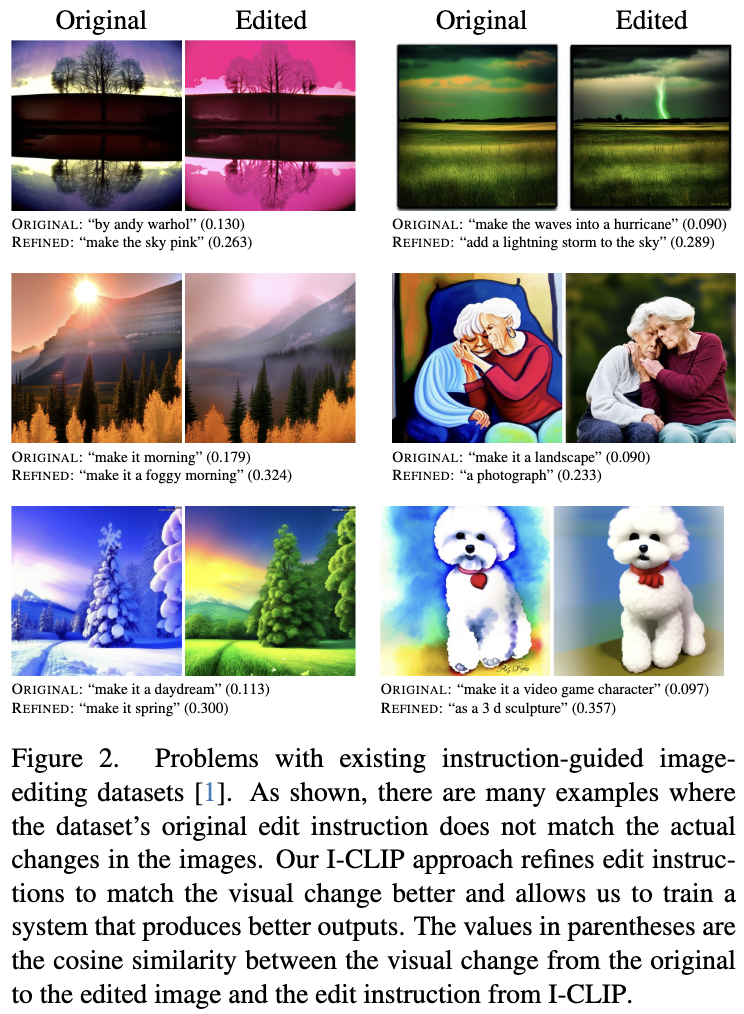 Original Edited Original Edited
ORIGINAL: “by andy warhol” (0.130)
REFINED: “make the sky pink” (0.263)
ORIGINAL: “make the waves into a hurricane” (0.090)
REFINED: “add a lightning storm to the sky” (0.289)
ORIGINAL: “make it morning” (0.179)
REFINED: “make it a foggy morning” (0.324)
ORIGINAL: “make it a landscape” (0.090)
REFINED: “a photograph” (0.233)
ORIGINAL: “make it a daydream” (0.113)
REFINED: “make it spring” (0.300)
ORIGINAL: “make it a video game character” (0.097)
REFINED: “as a 3 d sculpture” (0.357)
Figure 2. Problems with existing instruction-guided image-
editing datasets [1]. As shown, there are many examples where
the dataset’s original edit instruction does not match the actual
changes in the images. Our I-CLIP approach refines edit instruc-
tions to match the visual change better and allows us to train a
system that produces better outputs. The values in parentheses are
the cosine similarity between the visual change from the original
to the edited image and the edit instruction from I-CLIP.